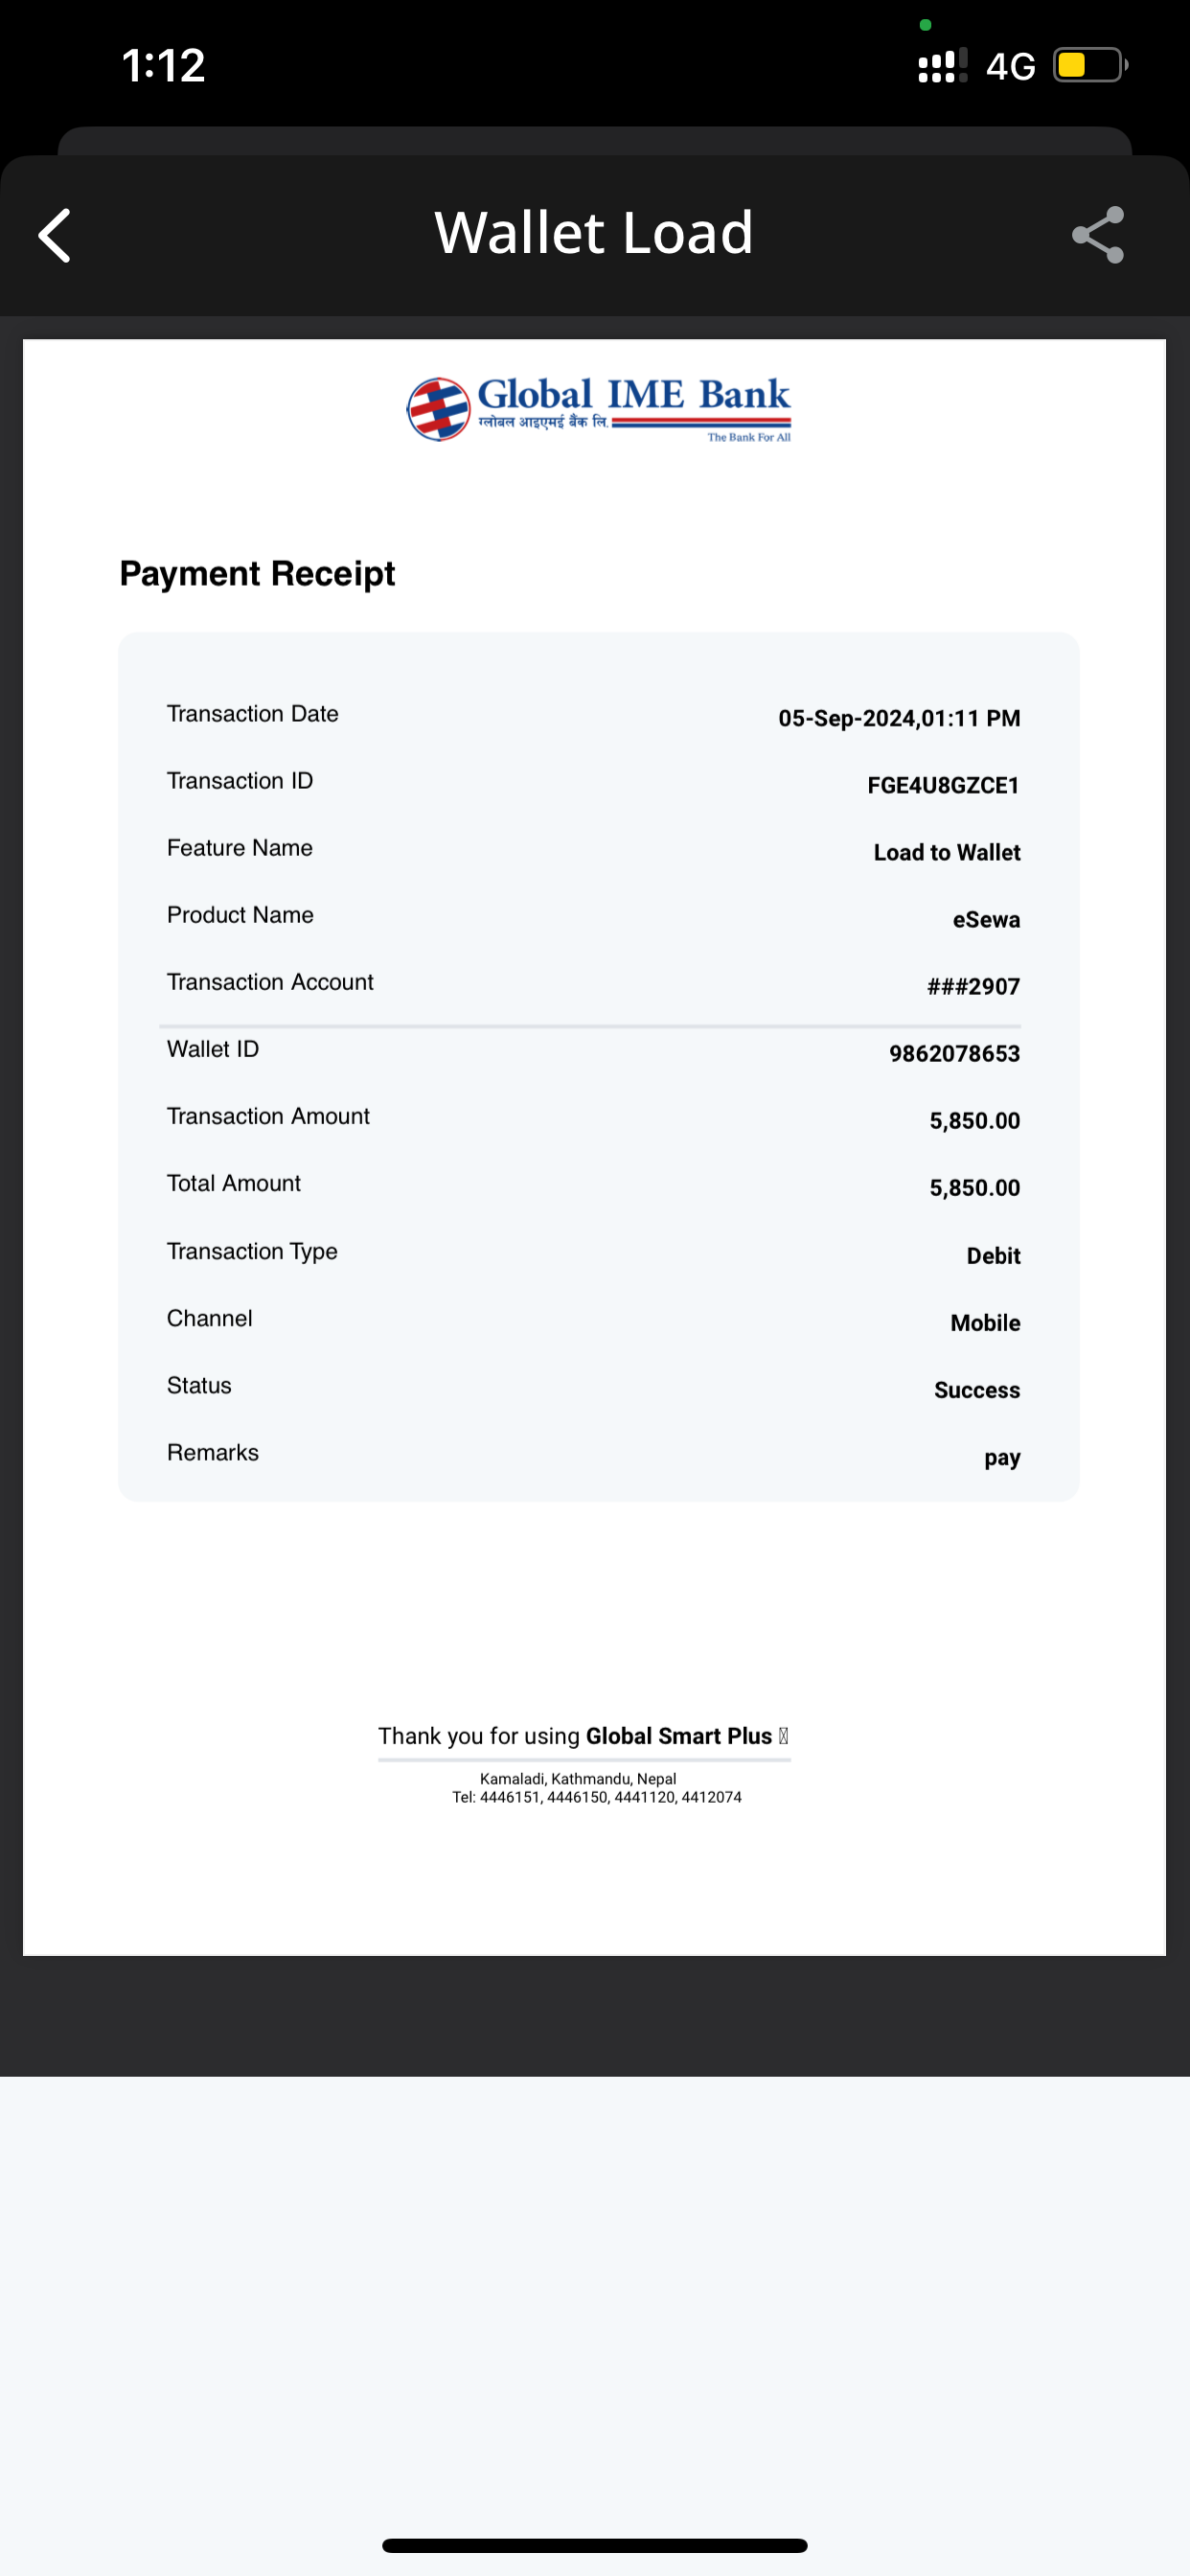 1:12
4G
Wallet Load
Global IME Bank
ग्लोबल आइएमई बैंक लि.
The Bank For All
Payment Receipt
Transaction Date 05-Sep-2024,01:11 PM
Transaction ID FGE4U8GZCE1
Feature Name Load to Wallet
Product Name eSewa
Transaction Account ###2907
Wallet ID 9862078653
Transaction Amount 5,850.00
Total Amount 5,850.00
Transaction Type Debit
Channel Mobile
Status Success
Remarks pay
Thank you for using Global Smart Plus
Kamaladi, Kathmandu, Nepal
Tel: 4446151, 4446150, 4441120, 4412074